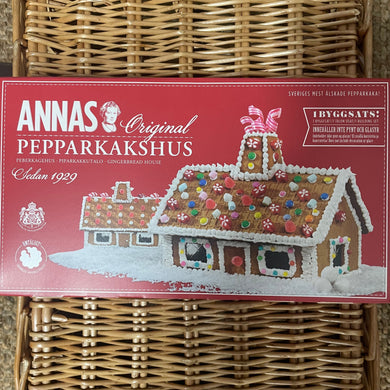 SVERIGES MEST ÄLSKADE PEPPARKAKA!
ANNAS
Original
PEPPARKAKSHUS
PEBERKAGEHUS · PIPARKAKKUTALO · GINGERBREAD HOUSE
Sedan 1929
I BYGGSATS!
INNEHÅLLER INTE PYNT OCH GLASYR